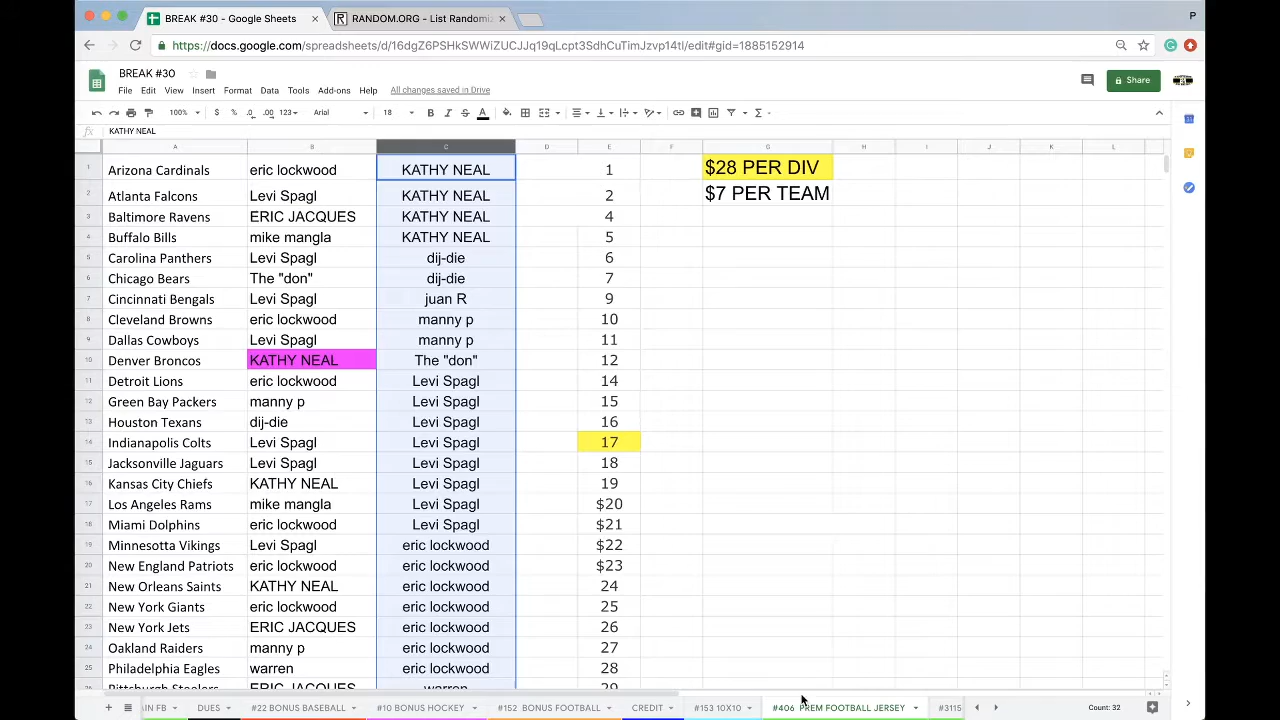 BREAK #30 - Google Sheets × RANDOM.ORG - List Randomiz × P
https://docs.google.com/spreadsheets/d/16dgZ6PSHkSWWiZUCJJq19qLcpt3SdhCuTimJzvp14tI/edit#gid=1885152914
BREAK #30
File Edit View Insert Format Data Tools Add-ons Help All changes saved in Drive
Share
100% $ % .0 .00 123 Arial 18 B I S A
fx KATHY NEAL
A B C D E F G H I J K L
1 Arizona Cardinals eric lockwood KATHY NEAL 1 $28 PER DIV
2 Atlanta Falcons Levi Spagl KATHY NEAL 2 $7 PER TEAM
3 Baltimore Ravens ERIC JACQUES KATHY NEAL 4
4 Buffalo Bills mike mangla KATHY NEAL 5
5 Carolina Panthers Levi Spagl dij-die 6
6 Chicago Bears The "don" dij-die 7
7 Cincinnati Bengals Levi Spagl juan R 9
8 Cleveland Browns eric lockwood manny p 10
9 Dallas Cowboys Levi Spagl manny p 11
10 Denver Broncos KATHY NEAL The "don" 12
11 Detroit Lions eric lockwood Levi Spagl 14
12 Green Bay Packers manny p Levi Spagl 15
13 Houston Texans dij-die Levi Spagl 16
14 Indianapolis Colts Levi Spagl Levi Spagl 17
15 Jacksonville Jaguars Levi Spagl Levi Spagl 18
16 Kansas City Chiefs KATHY NEAL Levi Spagl 19
17 Los Angeles Rams mike mangla Levi Spagl $20
18 Miami Dolphins eric lockwood Levi Spagl $21
19 Minnesotta Vikings Levi Spagl eric lockwood $22
20 New England Patriots eric lockwood eric lockwood $23
21 New Orleans Saints KATHY NEAL eric lockwood 24
22 New York Giants eric lockwood eric lockwood 25
23 New York Jets ERIC JACQUES eric lockwood 26
24 Oakland Raiders manny p eric lockwood 27
25 Philadelphia Eagles warren eric lockwood 28
26 Pittsburgh Steelers ERIC JACQUES warren 29
AIN FB DUES #22 BONUS BASEBALL #10 BONUS HOCKEY #152 BONUS FOOTBALL CREDIT #153 10X10 #406 PREM FOOTBALL JERSEY #3115 Count: 32